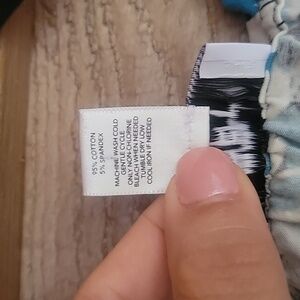 95% COTTON
5% SPANDEX
MACHINE WASH COLD
GENTLE CYCLE
ONLY NON-CHLORINE
BLEACH WHEN NEEDED
TUMBLE DRY LOW
COOL IRON IF NEEDED